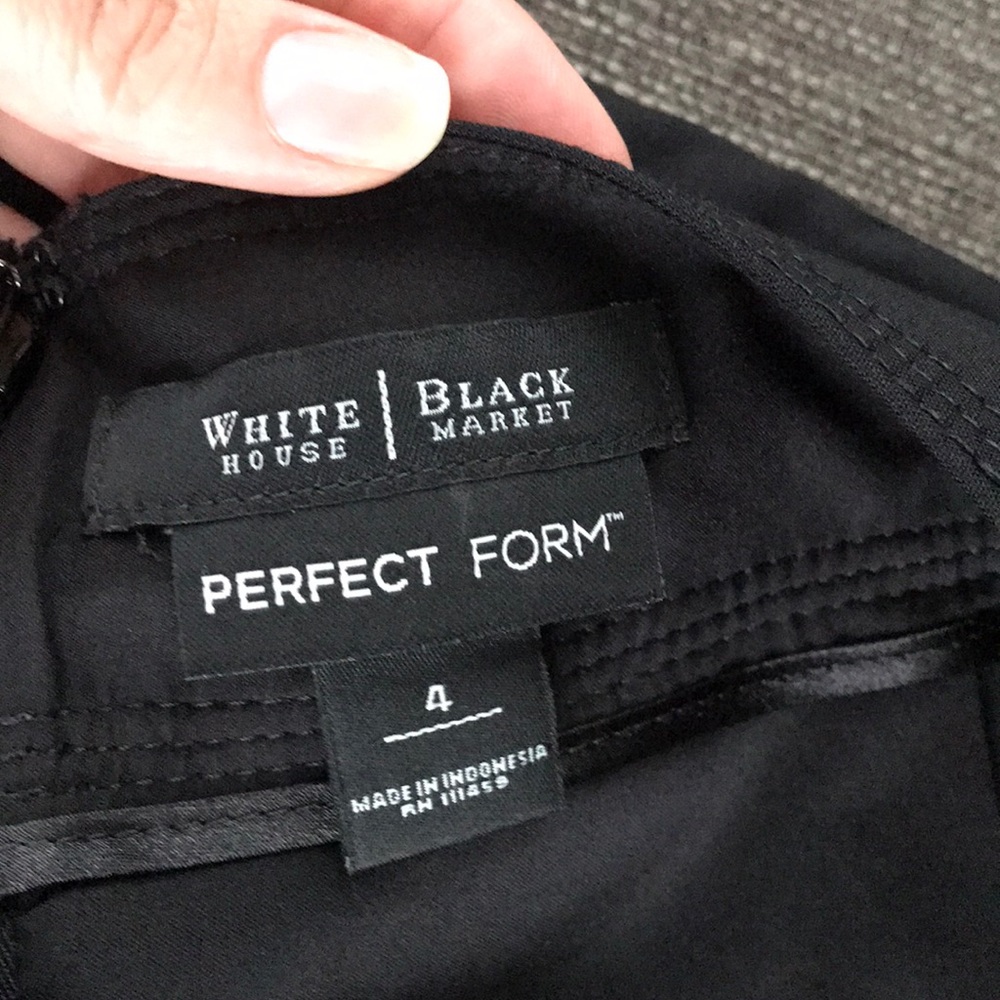 WHITE | BLACK
HOUSE MARKET
PERFECT FORM™
4
MADE IN INDONESIA
RN 111459